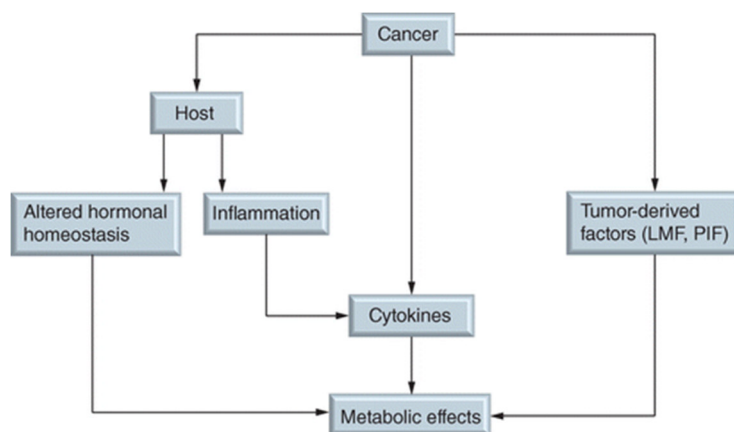 Cancer
Host
Altered hormonal
homeostasis
Inflammation
Tumor-derived
factors (LMF, PIF)
Cytokines
Metabolic effects